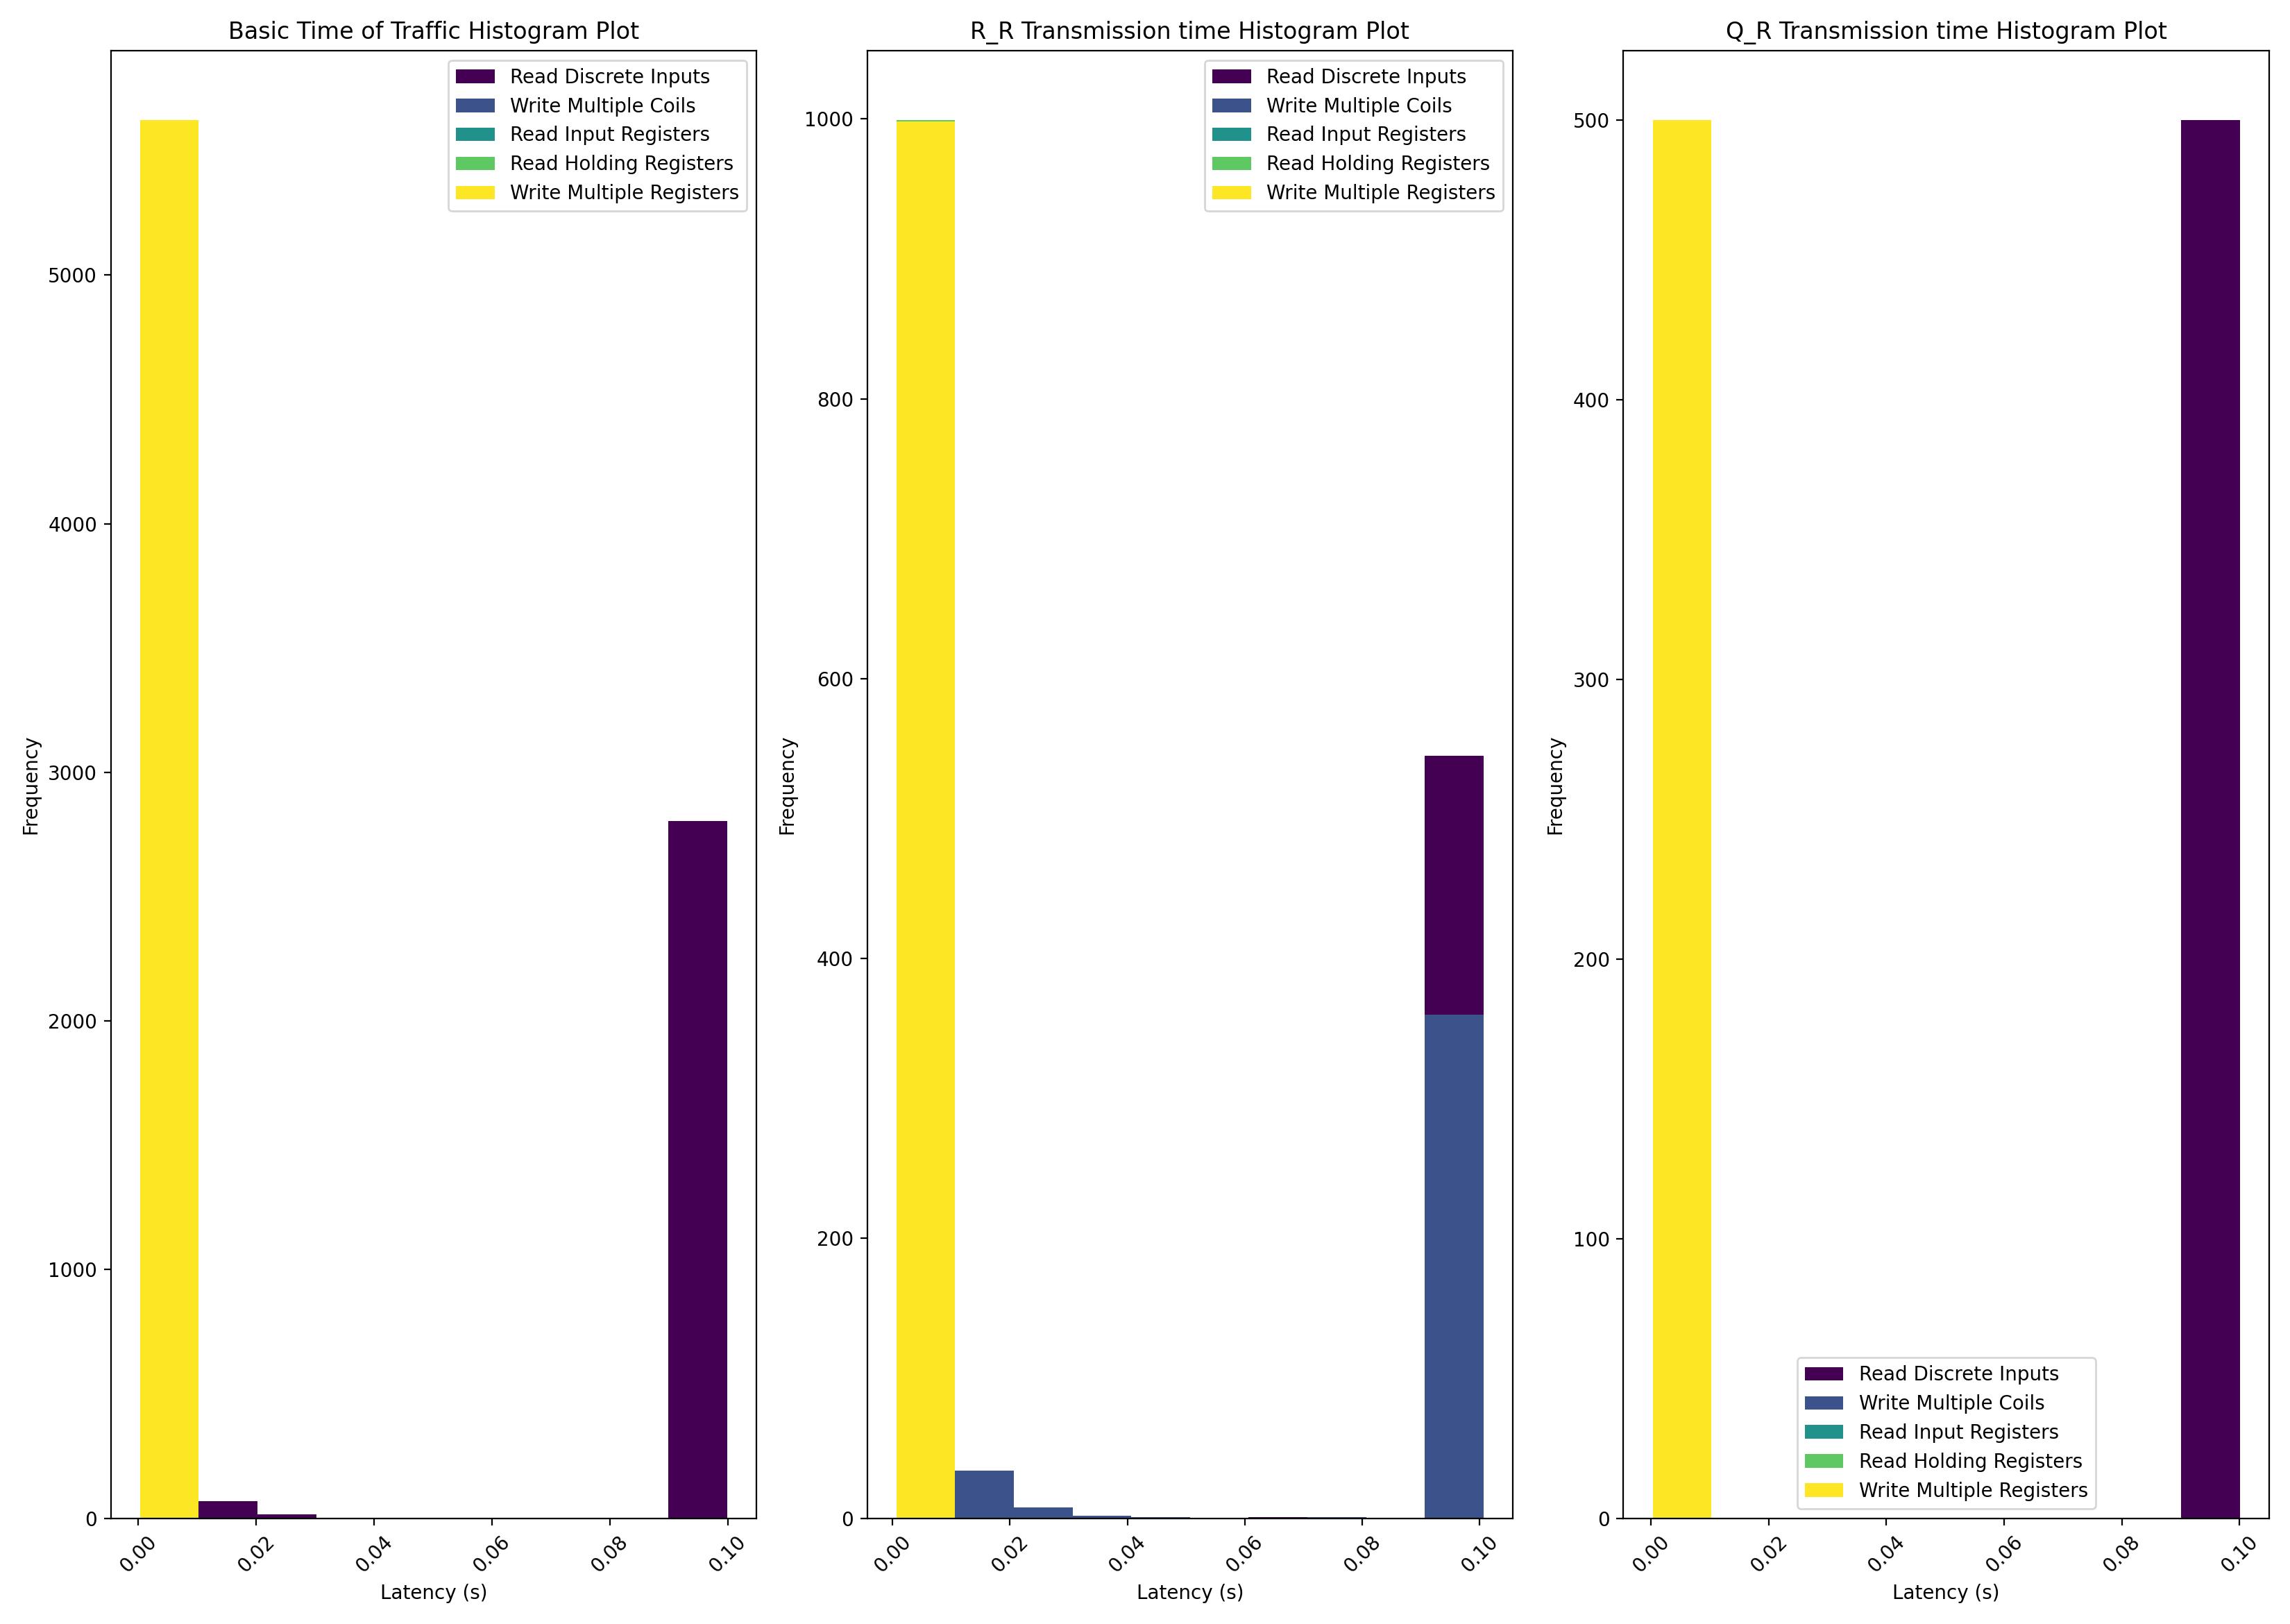 Basic Time of Traffic Histogram Plot
Read Discrete Inputs
Write Multiple Coils
Read Input Registers
Read Holding Registers
Write Multiple Registers
5000
4000
3000
2000
1000
0
Frequency
0.00
0.02
0.04
0.06
0.08
0.10
Latency (s)
R_R Transmission time Histogram Plot
Read Discrete Inputs
Write Multiple Coils
Read Input Registers
Read Holding Registers
Write Multiple Registers
1000
800
600
400
200
0
Frequency
0.00
0.02
0.04
0.06
0.08
0.10
Latency (s)
Q_R Transmission time Histogram Plot
500
400
300
200
100
0
Frequency
Read Discrete Inputs
Write Multiple Coils
Read Input Registers
Read Holding Registers
Write Multiple Registers
0.00
0.02
0.04
0.06
0.08
0.10
Latency (s)